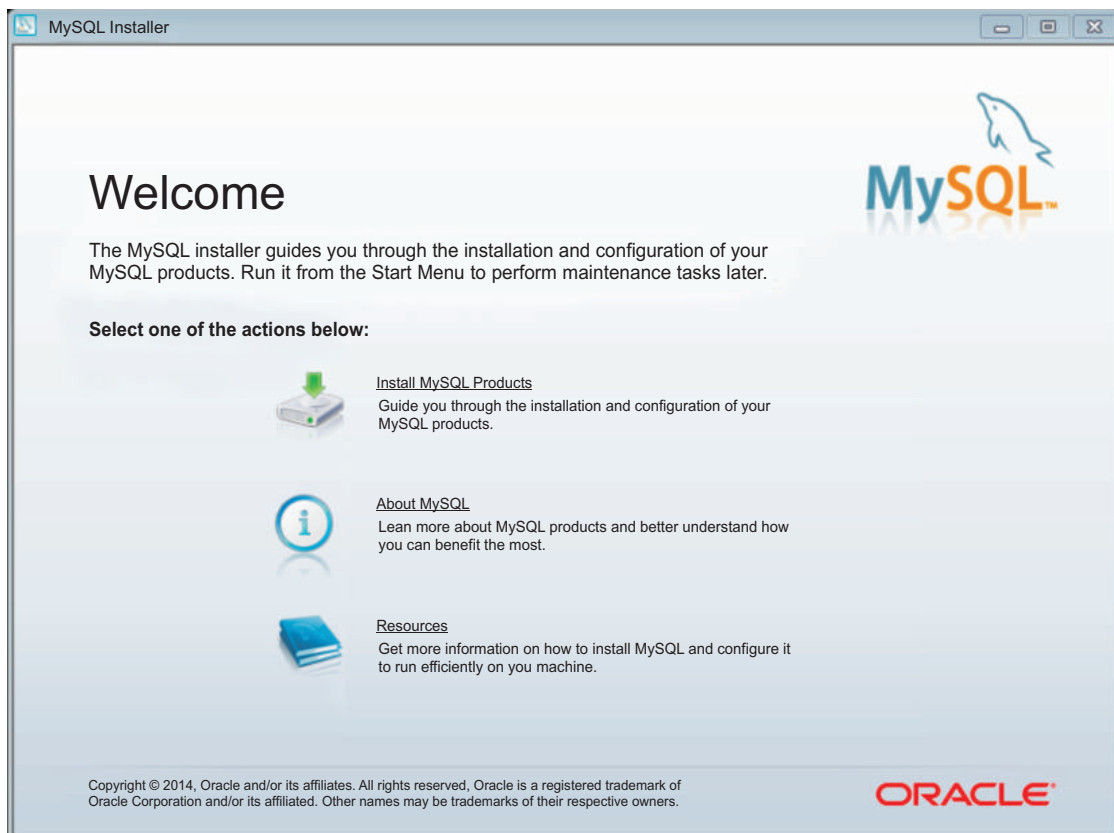 MySQL Installer
MySQL™
Welcome
The MySQL installer guides you through the installation and configuration of your
MySQL products. Run it from the Start Menu to perform maintenance tasks later.
Select one of the actions below:
Install MySQL Products
Guide you through the installation and configuration of your
MySQL products.
About MySQL
Lean more about MySQL products and better understand how
you can benefit the most.
Resources
Get more information on how to install MySQL and configure it
to run efficiently on you machine.
Copyright © 2014, Oracle and/or its affiliates. All rights reserved, Oracle is a registered trademark of
Oracle Corporation and/or its affiliated. Other names may be trademarks of their respective owners.
ORACLE